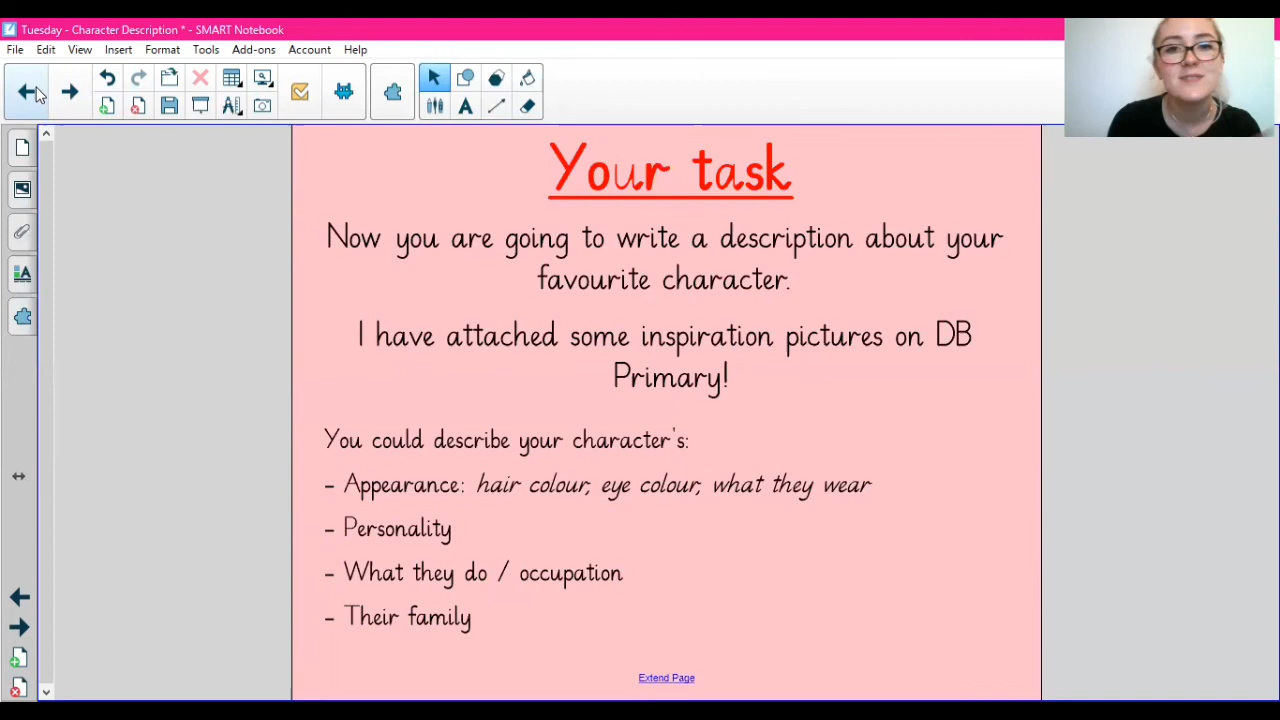 Tuesday - Character Description * - SMART Notebook
File Edit View Insert Format Tools Add-ons Account Help
Your task
Now you are going to write a description about your
favourite character.
I have attached some inspiration pictures on DB
Primary!
You could describe your character's:
- Appearance: hair colour, eye colour, what they wear
- Personality
- What they do / occupation
- Their family
Extend Page